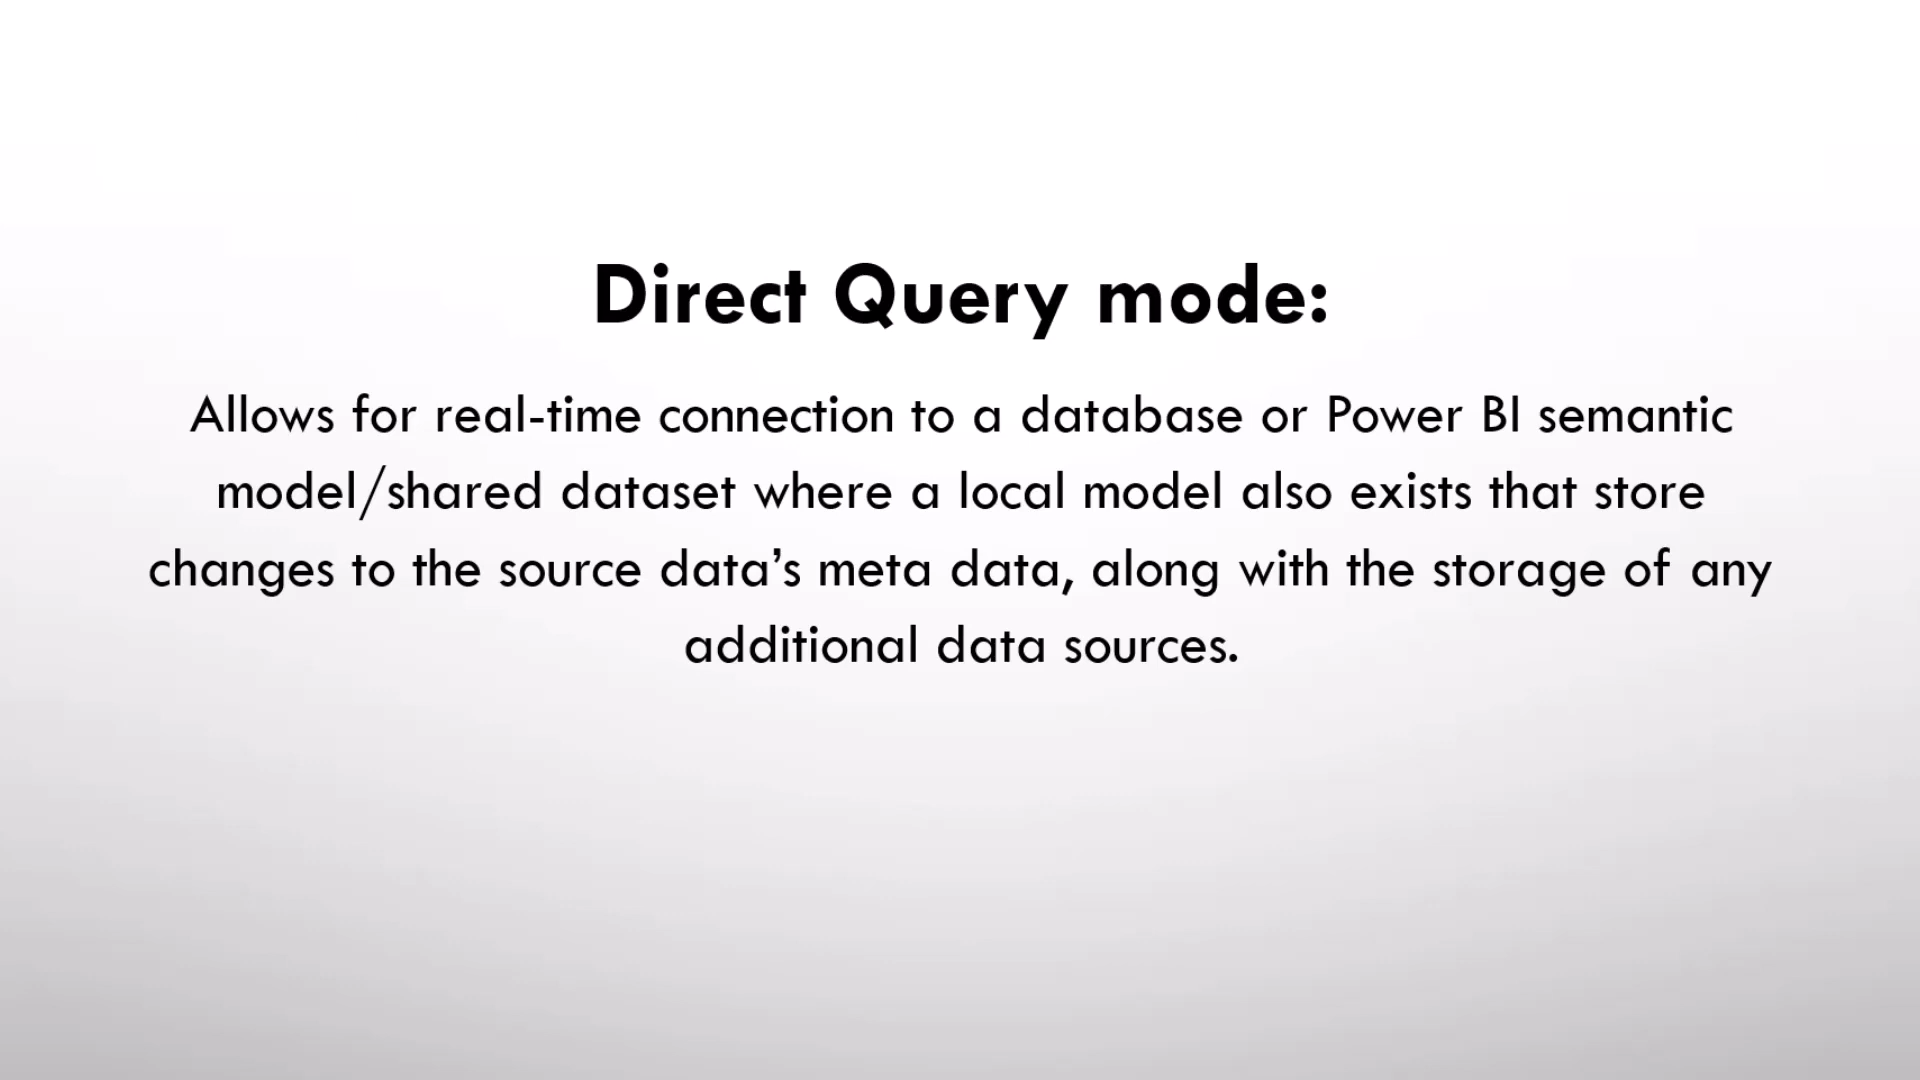 Direct Query mode:
Allows for real-time connection to a database or Power BI semantic
model/shared dataset where a local model also exists that store
changes to the source data’s meta data, along with the storage of any
additional data sources.